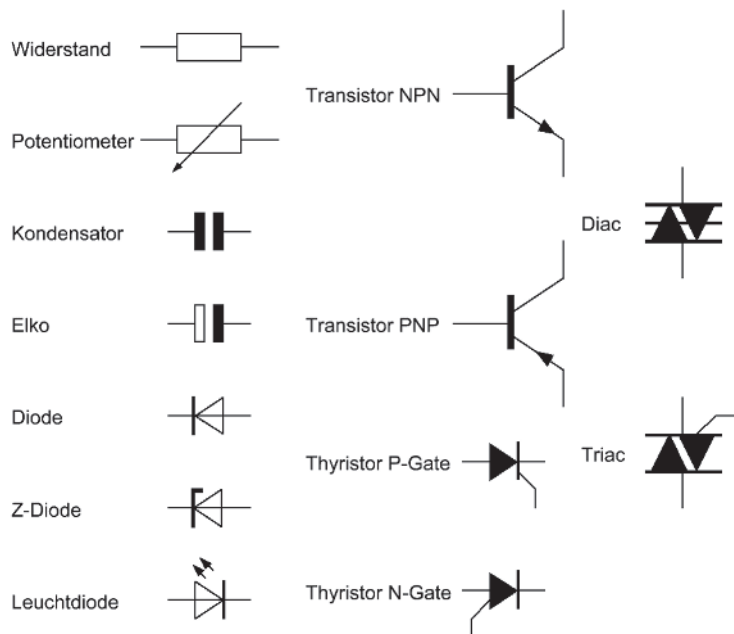 Widerstand
Potentiometer
Kondensator
Elko
Diode
Z-Diode
Leuchtdiode
Transistor NPN
Transistor PNP
Thyristor P-Gate
Thyristor N-Gate
Diac
Triac